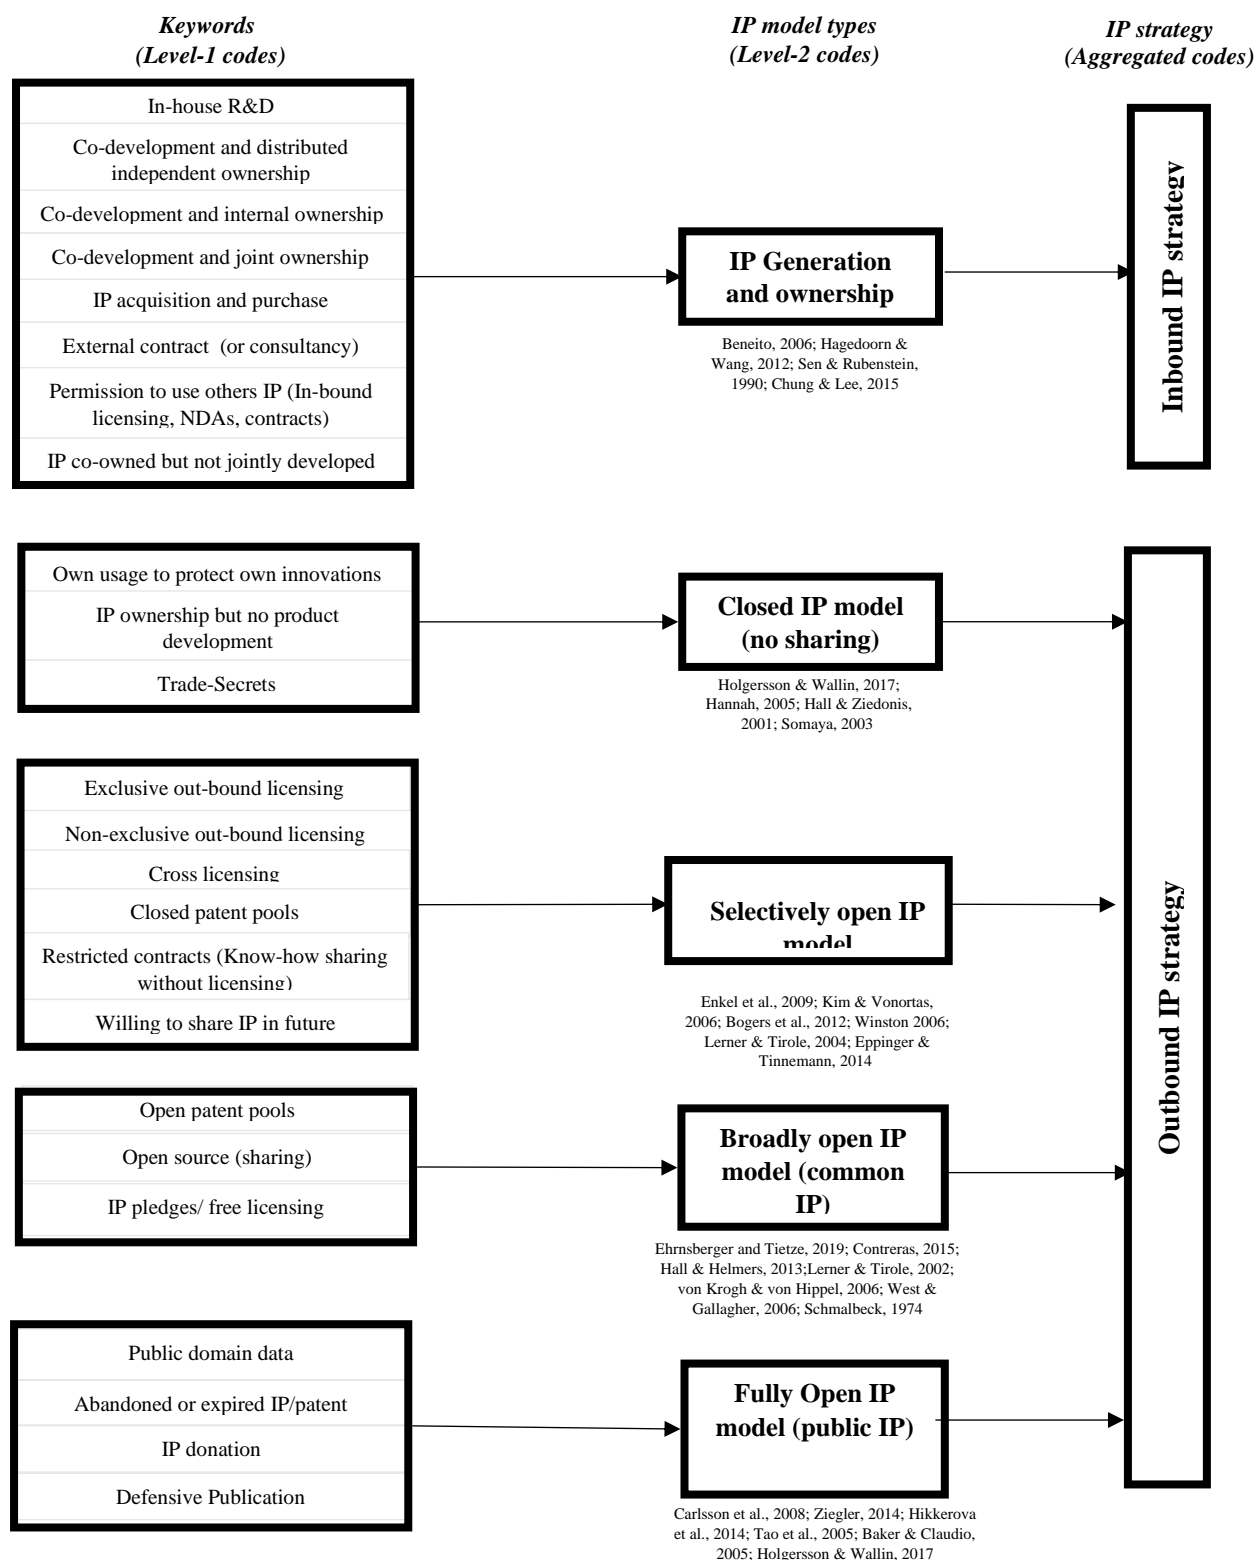 Keywords
(Level-1 codes)
IP model types
(Level-2 codes)
IP strategy
(Aggregated codes)
In-house R&D
Co-development and distributed
independent ownership
Co-development and internal ownership
Co-development and joint ownership
IP acquisition and purchase
External contract (or consultancy)
Permission to use others IP (In-bound
licensing, NDAs, contracts)
IP co-owned but not jointly developed
IP Generation
and ownership
Beneito, 2006; Hagedoorn &
Wang, 2012; Sen & Rubenstein,
1990; Chung & Lee, 2015
Inbound IP strategy
Own usage to protect own innovations
IP ownership but no product
development
Trade-Secrets
Closed IP model
(no sharing)
Holgersson & Wallin, 2017;
Hannah, 2005; Hall & Ziedonis,
2001; Somaya, 2003
Exclusive out-bound licensing
Non-exclusive out-bound licensing
Cross licensing
Closed patent pools
Restricted contracts (Know-how sharing
without licensing)
Willing to share IP in future
Selectively open IP
model
Enkel et al., 2009; Kim & Vonortas,
2006; Bogers et al., 2012; Winston 2006;
Lerner & Tirole, 2004; Eppinger &
Tinnemann, 2014
Open patent pools
Open source (sharing)
IP pledges/ free licensing
Broadly open IP
model (common
IP)
Ehrnsberger and Tietze, 2019; Contreras, 2015;
Hall & Helmers, 2013;Lerner & Tirole, 2002;
von Krogh & von Hippel, 2006; West &
Gallagher, 2006; Schmalbeck, 1974
Public domain data
Abandoned or expired IP/patent
IP donation
Defensive Publication
Fully Open IP
model (public IP)
Carlsson et al., 2008; Ziegler, 2014; Hikkerova
et al., 2014; Tao et al., 2005; Baker & Claudio,
2005; Holgersson & Wallin, 2017
Outbound IP strategy